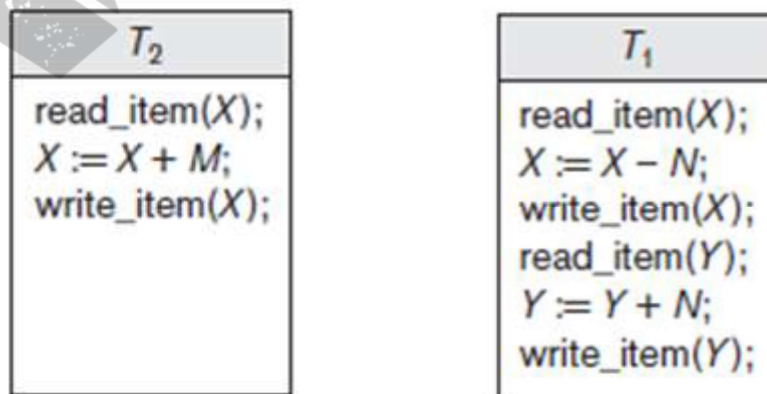 T₂
read_item(X);
X := X + M;
write_item(X);
T₁
read_item(X);
X := X − N;
write_item(X);
read_item(Y);
Y := Y + N;
write_item(Y);